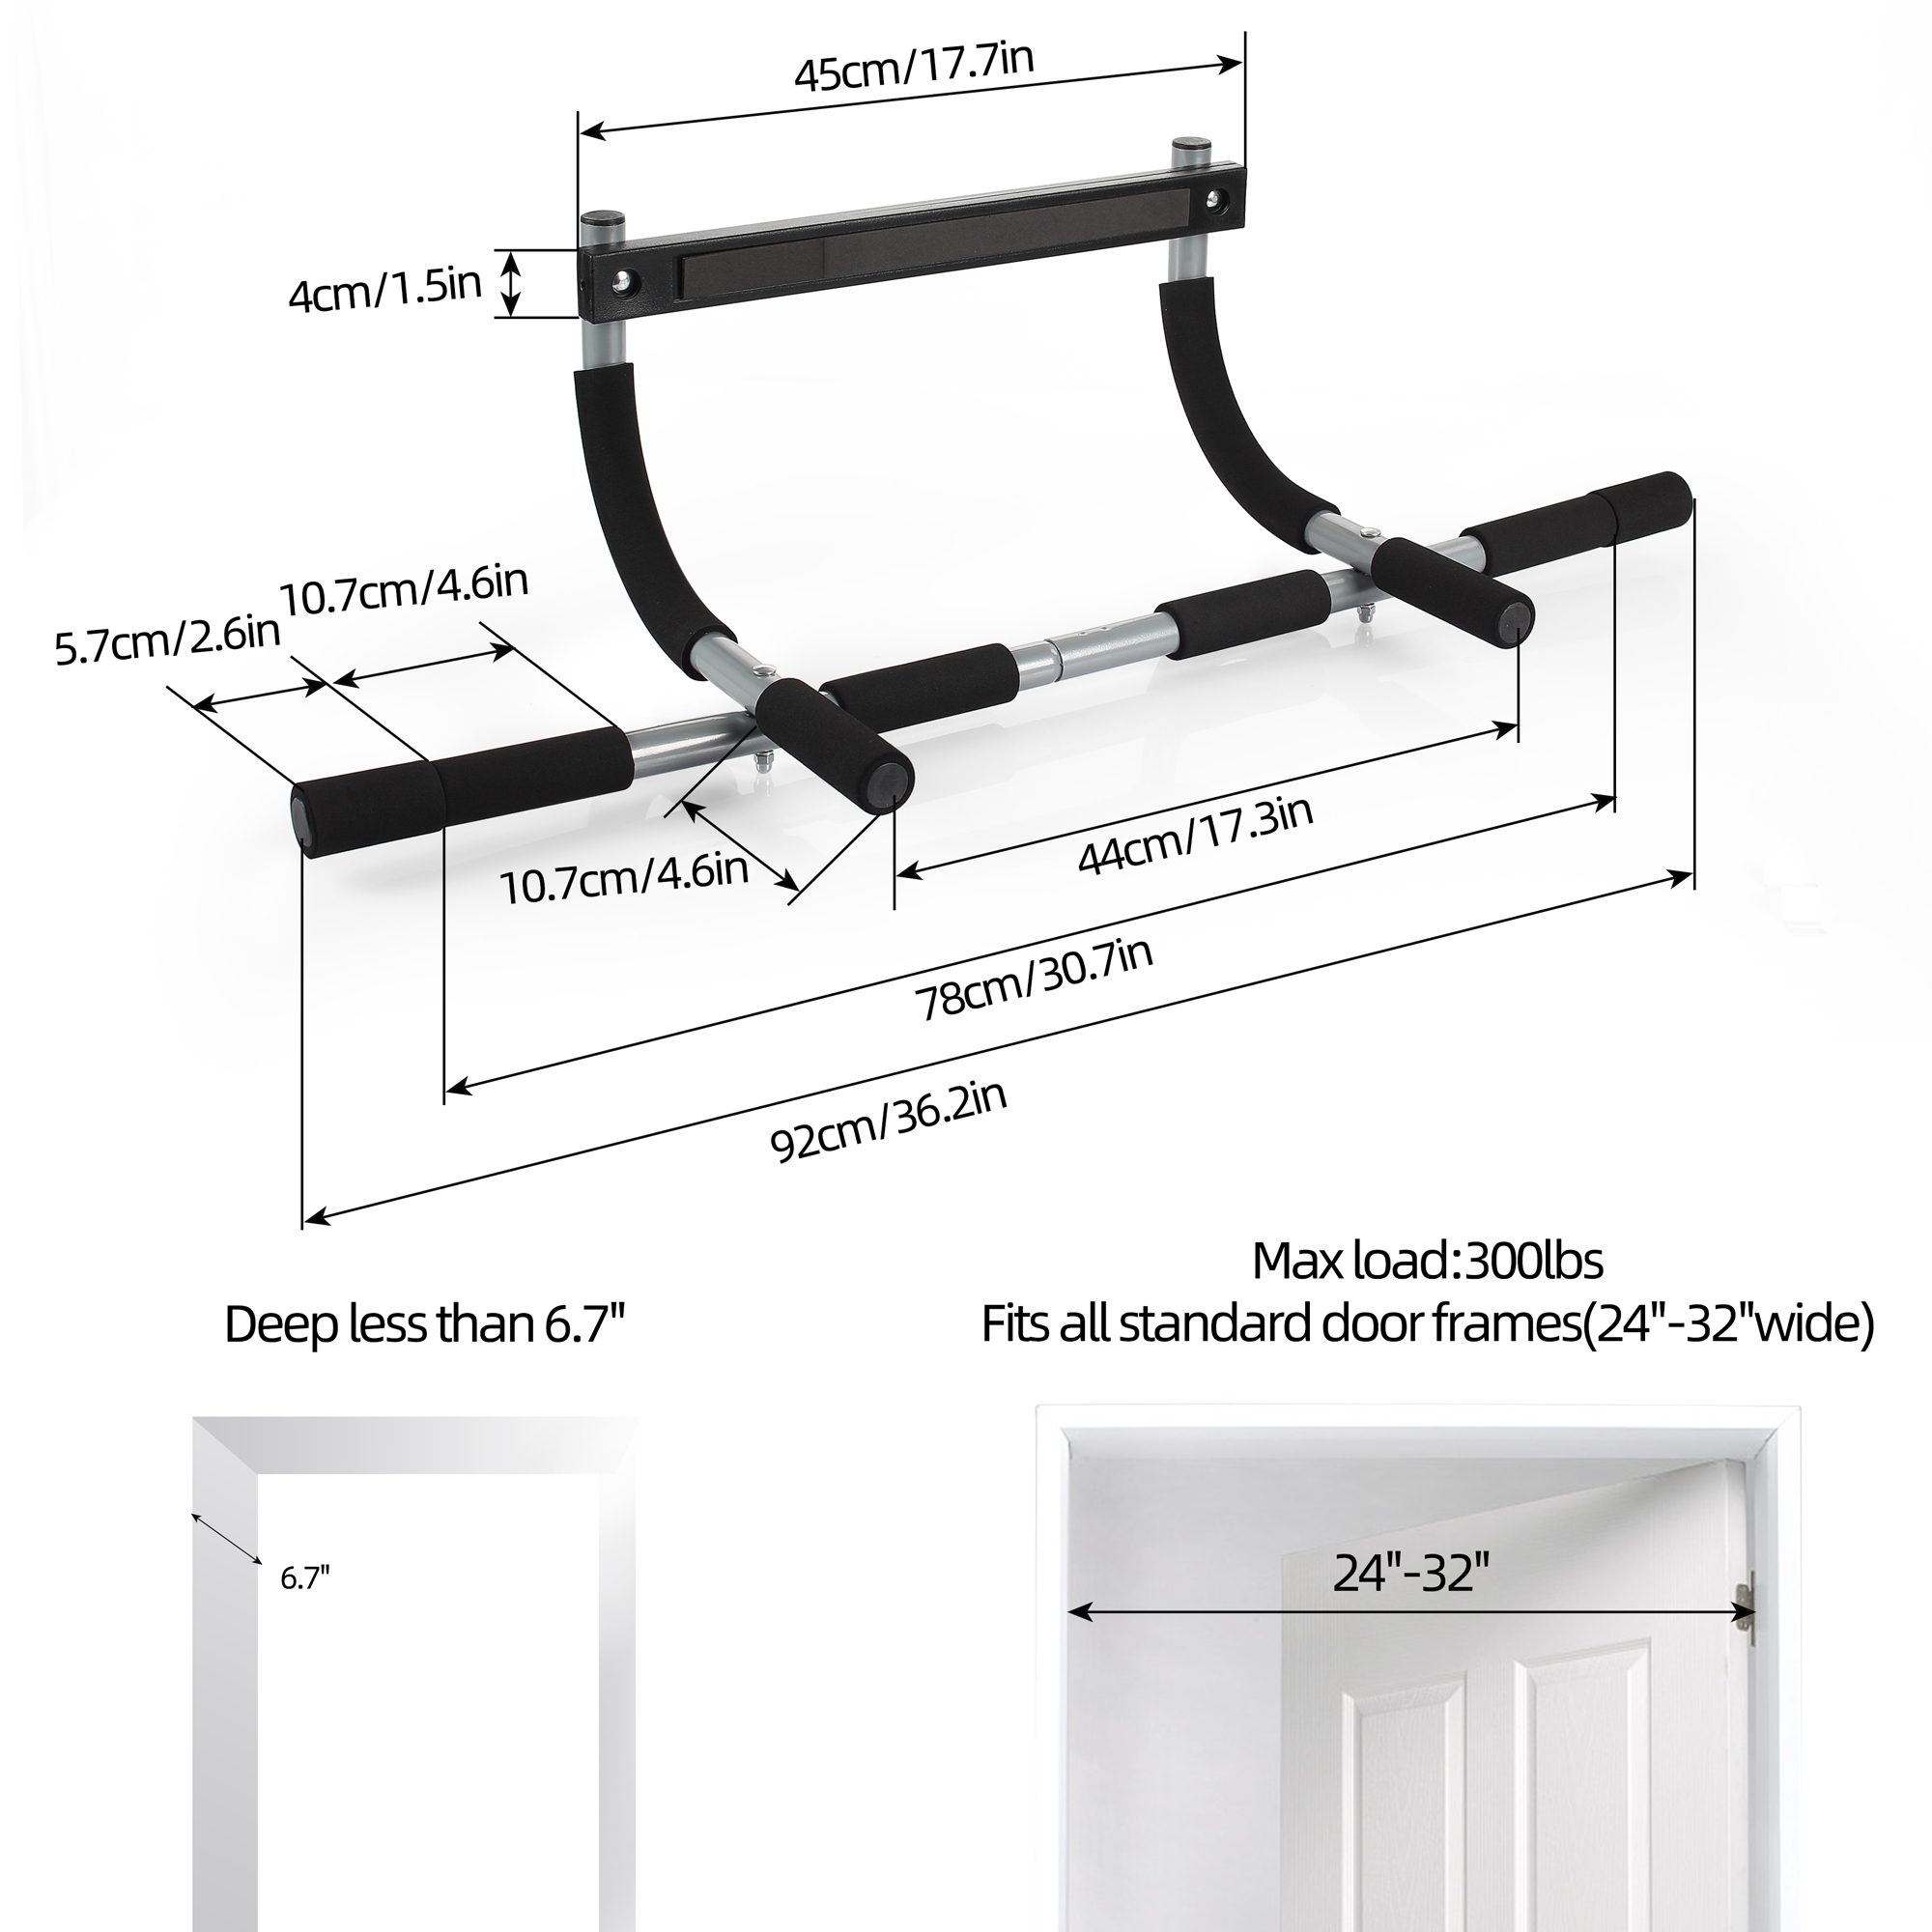 45cm/17.7in
4cm/1.5in
10.7cm/4.6in
5.7cm/2.6in
10.7cm/4.6in
44cm/17.3in
78cm/30.7in
92cm/36.2in
Max load:300lbs
Deep less than 6.7"
Fits all standard door frames(24"-32"wide)
6.7"
24"-32"